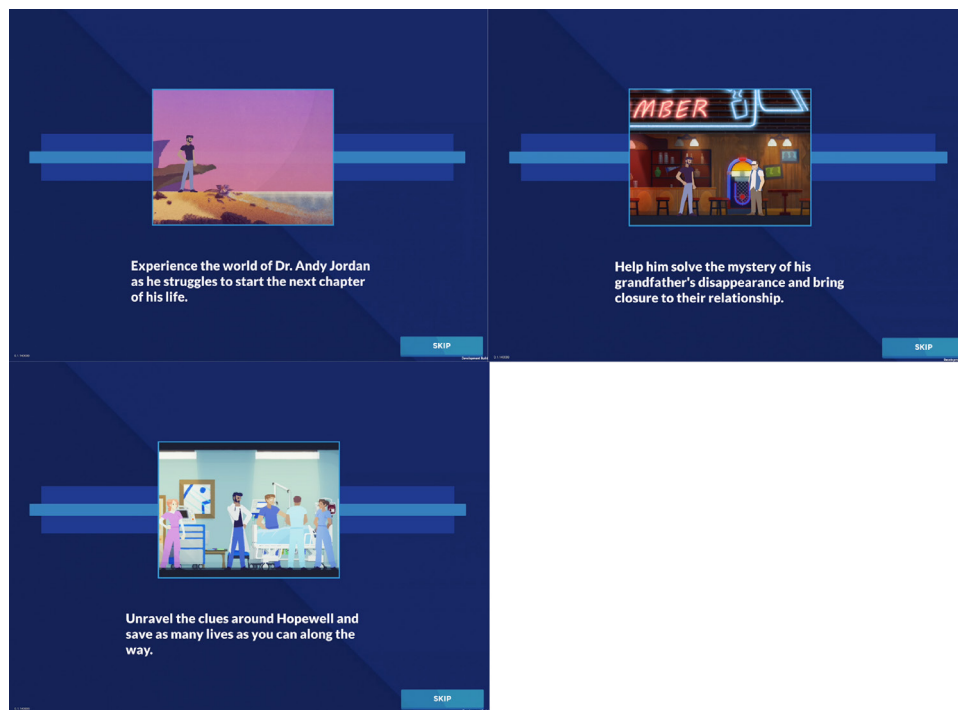 Experience the world of Dr. Andy Jordan
as he struggles to start the next chapter
of his life.
SKIP
Development Build
MBER
Help him solve the mystery of his
grandfather's disappearance and bring
closure to their relationship.
SKIP
Unravel the clues around Hopewell and
save as many lives as you can along the
way.
SKIP